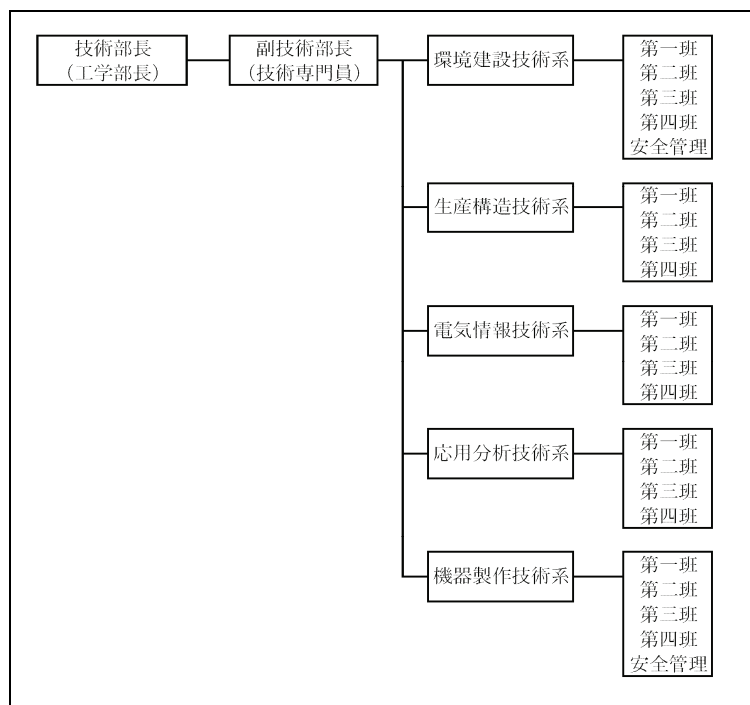 技術部長
（工学部長）
副技術部長
（技術専門員）
環境建設技術系
第一班
第二班
第三班
第四班
安全管理
生産構造技術系
第一班
第二班
第三班
第四班
電気情報技術系
第一班
第二班
第三班
第四班
応用分析技術系
第一班
第二班
第三班
第四班
機器製作技術系
第一班
第二班
第三班
第四班
安全管理